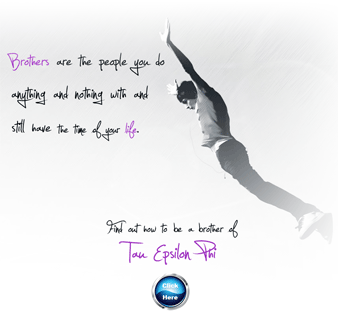 Brothers are the people you do
anything and nothing with and
still have the time of your life.
Find out how to be a brother of
Tau Epsilon Phi
Click
Here